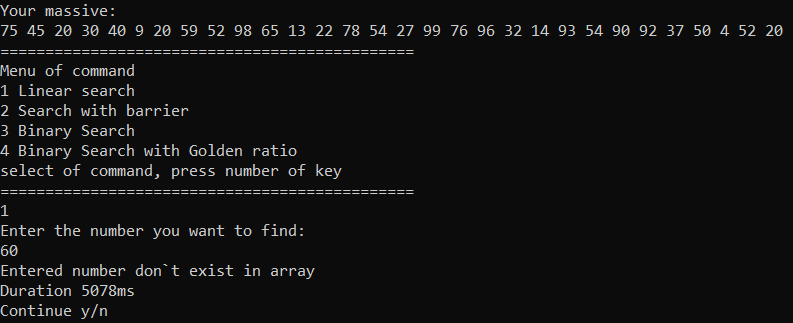 Your massive:
75 45 20 30 40 9 20 59 52 98 65 13 22 78 54 27 99 76 96 32 14 93 54 90 92 37 50 4 52 20
==============================================
Menu of command
1 Linear search
2 Search with barrier
3 Binary Search
4 Binary Search with Golden ratio
select of command, press number of key
==============================================
1
Enter the number you want to find:
60
Entered number don`t exist in array
Duration 5078ms
Continue y/n